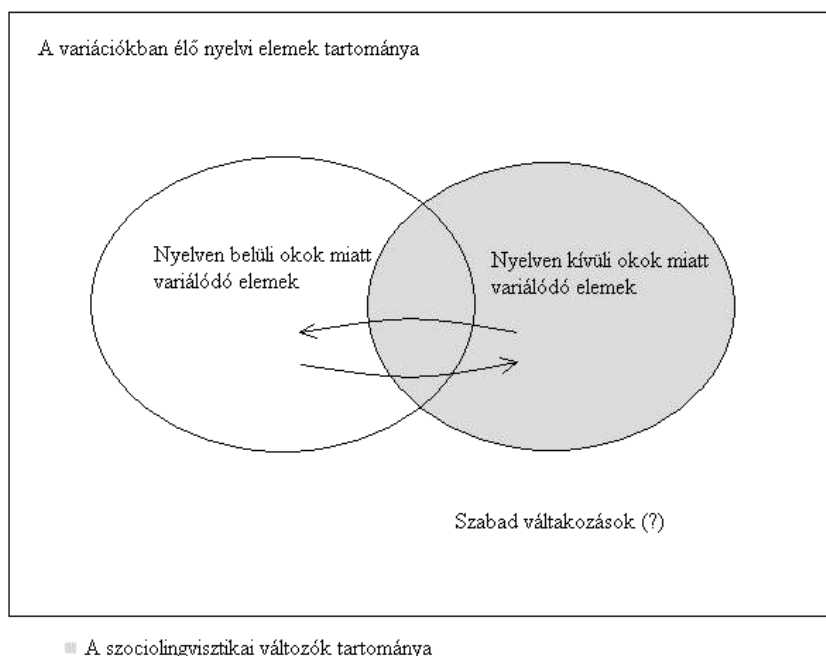 A variációkban élő nyelvi elemek tartománya
Nyelven belüli okok miatt
variálódó elemek
Nyelven kívüli okok miatt
variálódó elemek
Szabad váltakozások (?)
A szociolingvisztikai változók tartománya